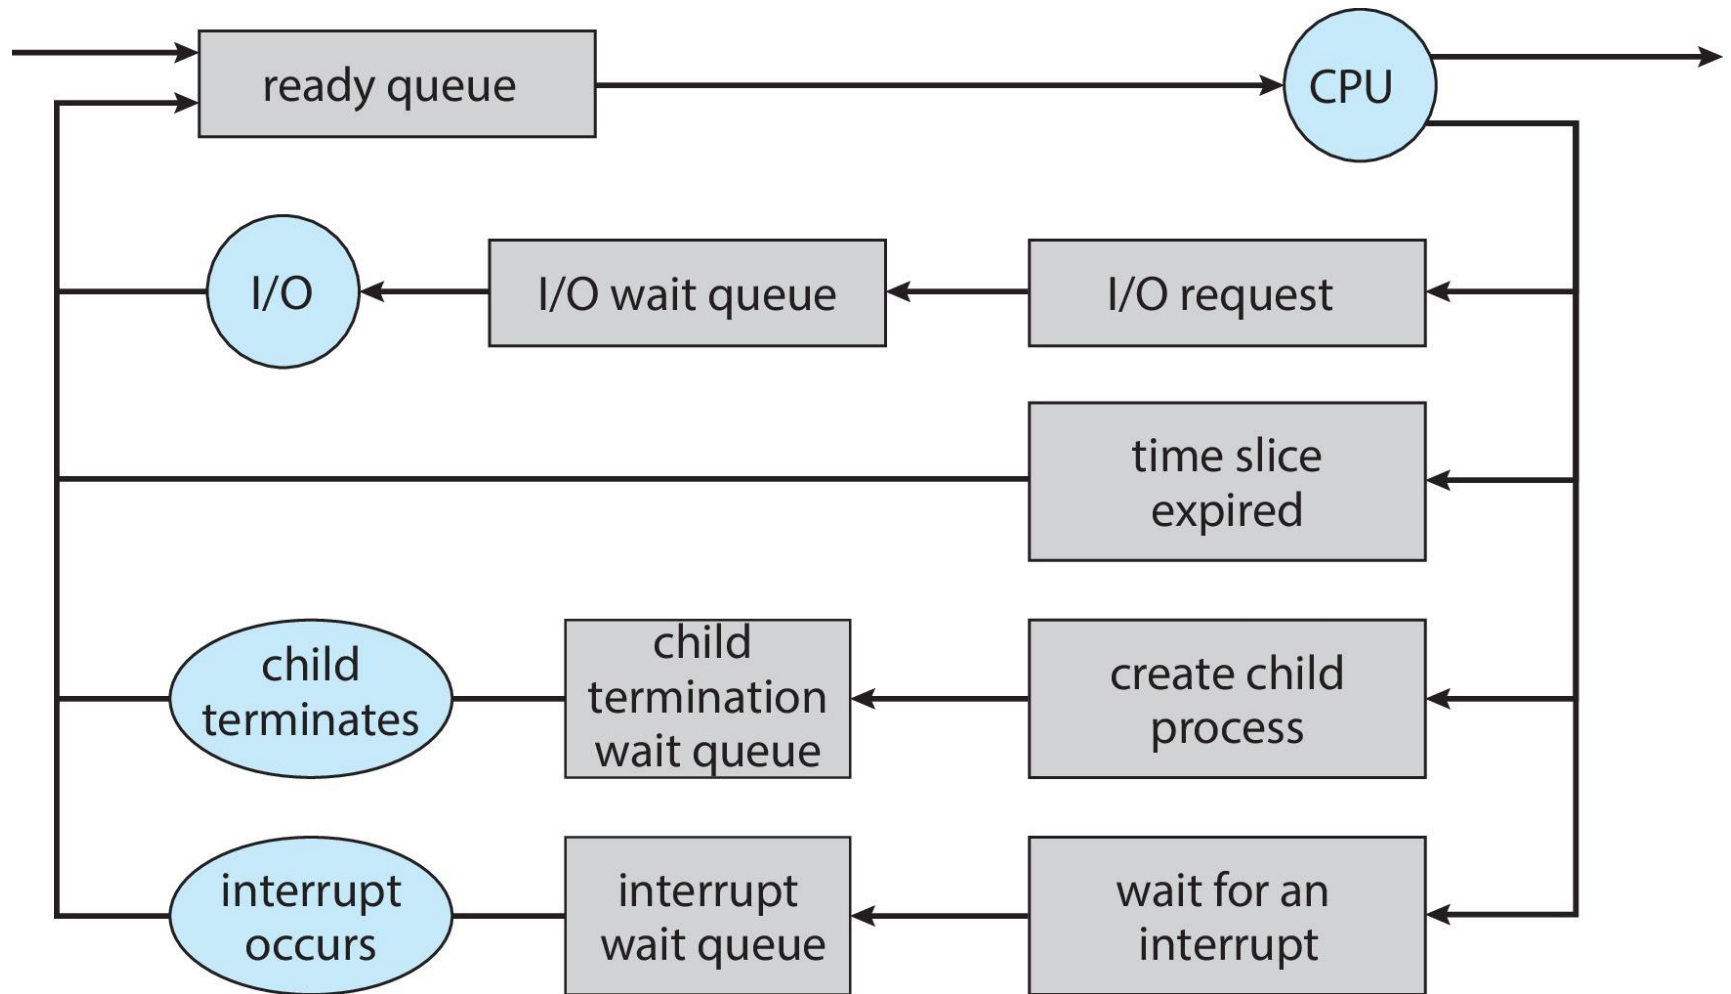 ready queue
CPU
I/O
I/O wait queue
I/O request
time slice
expired
child
terminates
child
termination
wait queue
create child
process
interrupt
occurs
interrupt
wait queue
wait for an
interrupt